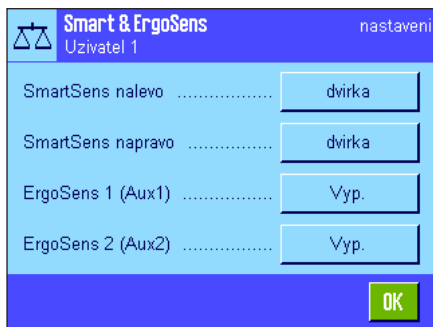 Smart & ErgoSens
nastaveni
Uzivatel 1
SmartSens nalevo ................. dvirka
SmartSens napravo ................. dvirka
ErgoSens 1 (Aux1) ................ Vyp.
ErgoSens 2 (Aux2) ................ Vyp.
OK